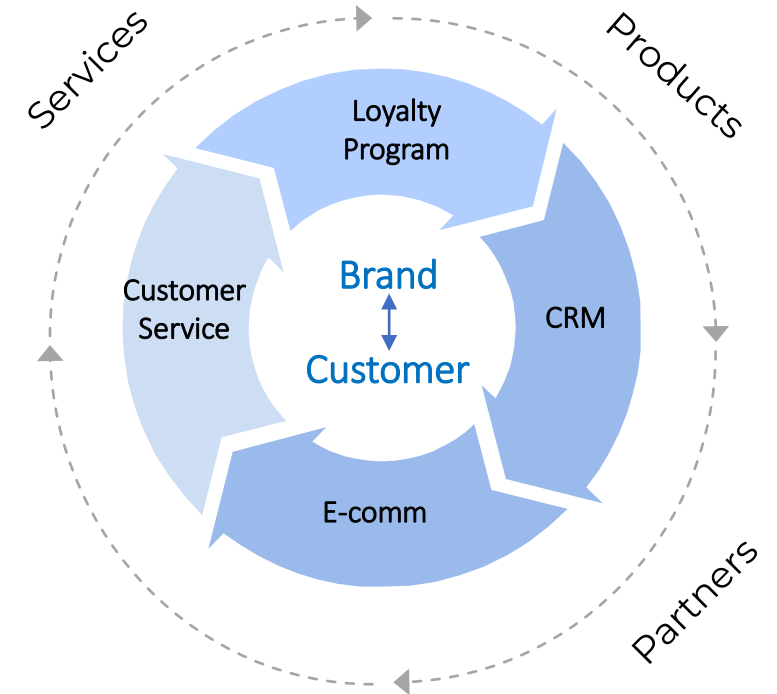 Services
Products
Loyalty
Program
Customer
Service
Brand
Customer
CRM
E-comm
Partners